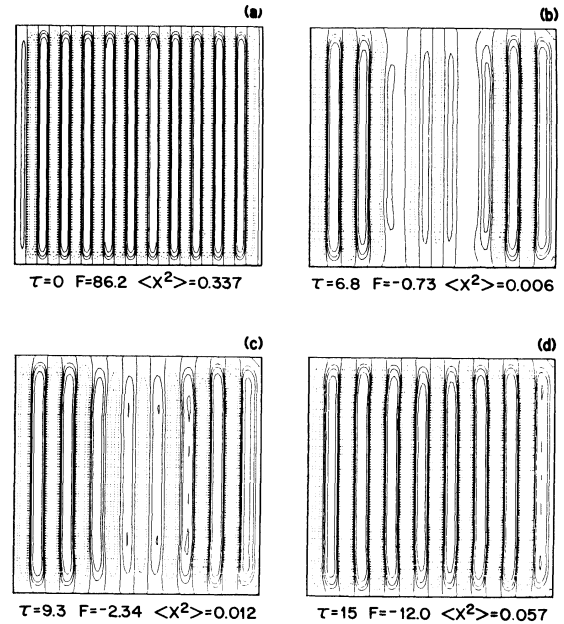 (a)
(b)
τ=0 F=86.2 <X²>=0.337
τ=6.8 F=-0.73 <X²>=0.006
(c)
(d)
τ=9.3 F=-2.34 <X²>=0.012
τ=15 F=-12.0 <X²>=0.057